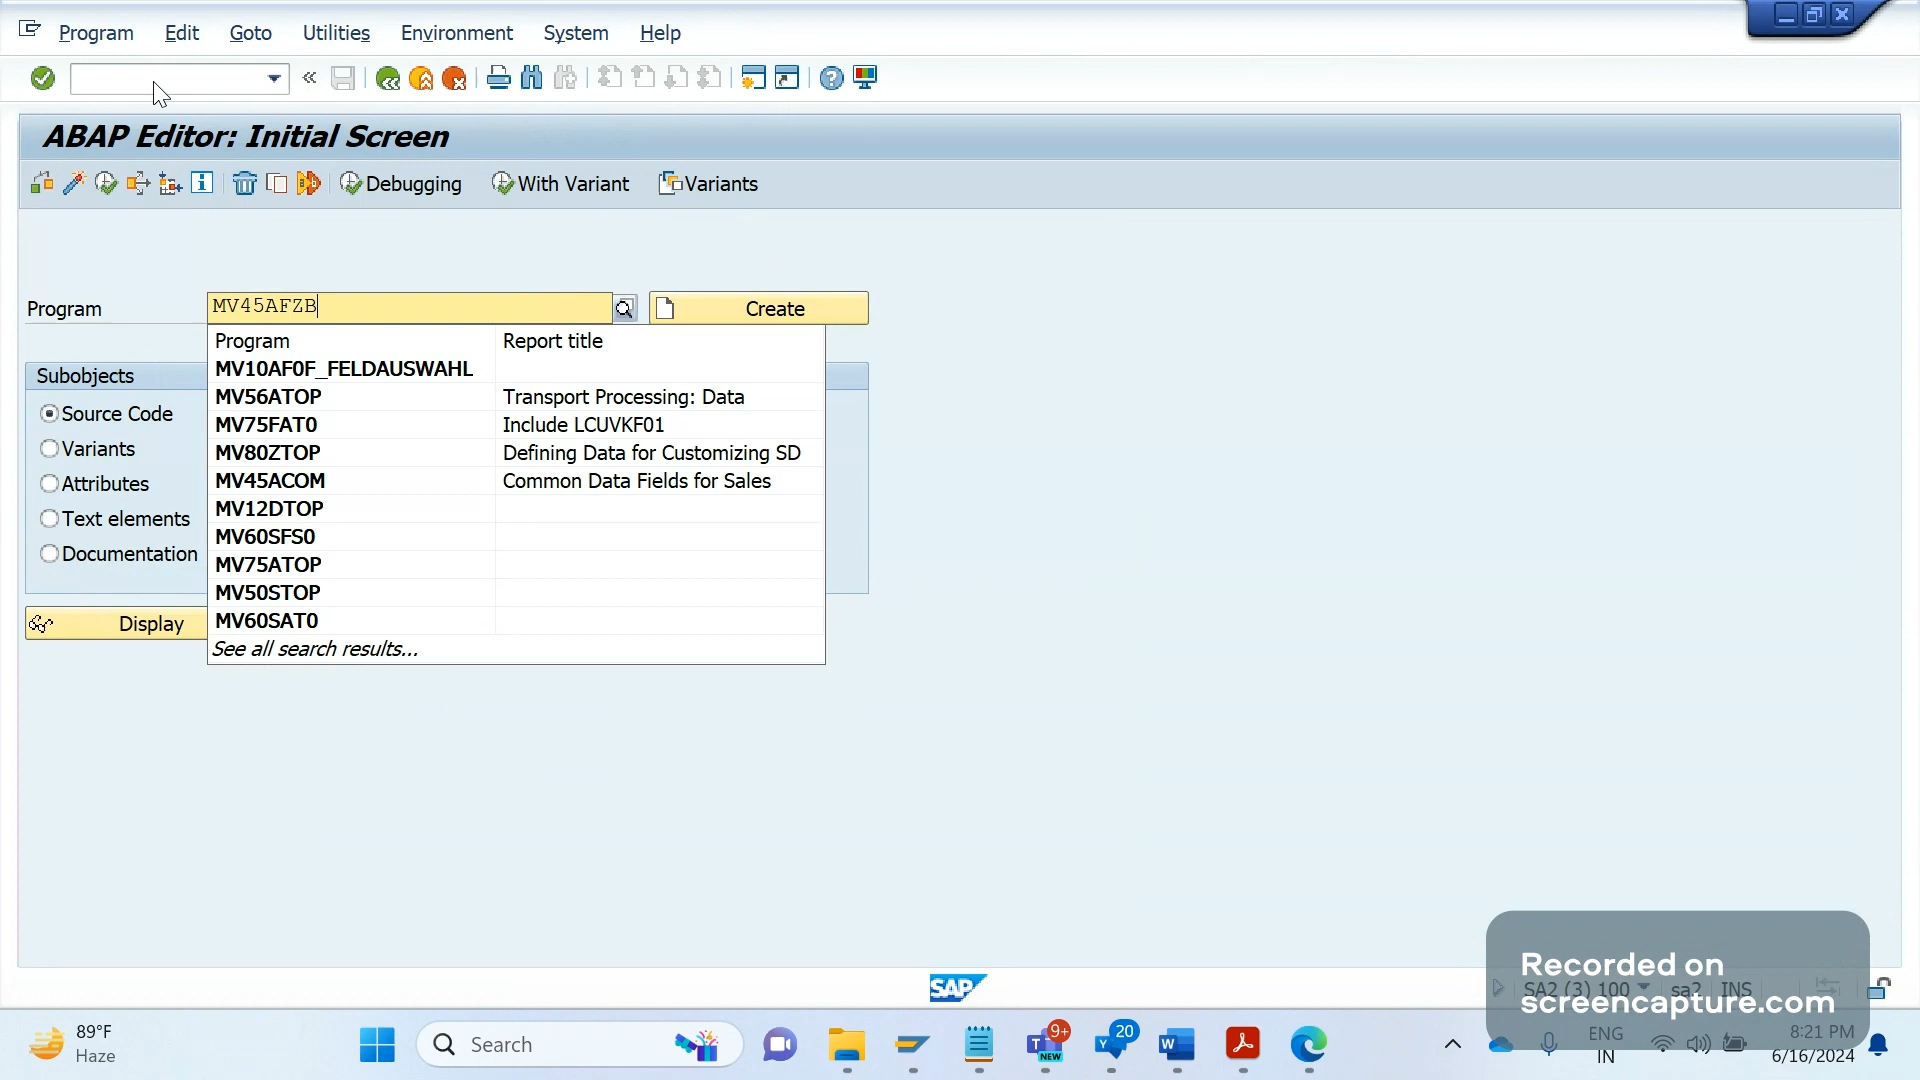 Program Edit Goto Utilities Environment System Help
ABAP Editor: Initial Screen
Debugging With Variant Variants
Program MV45AFZB Create
Program Report title
MV10AF0F_FELDAUSWAHL
MV56ATOP Transport Processing: Data
MV75FAT0 Include LCUVKF01
MV80ZTOP Defining Data for Customizing SD
MV45ACOM Common Data Fields for Sales
MV12DTOP
MV60SFS0
MV75ATOP
MV50STOP
MV60SAT0
See all search results...
Subobjects
Source Code
Variants
Attributes
Text elements
Documentation
Display
SAP
SA2 (3) 100 sa2 INS
Recorded on
screencapture.com
89°F
Haze
Search
9+
NEW
20
ENG
IN
8:21 PM
6/16/2024